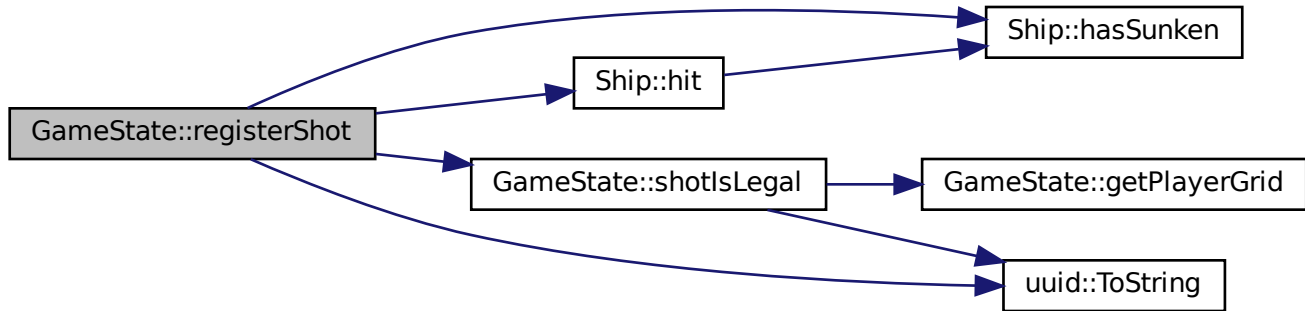 Ship::hasSunken
Ship::hit
GameState::registerShot
GameState::shotIsLegal
GameState::getPlayerGrid
uuid::ToString